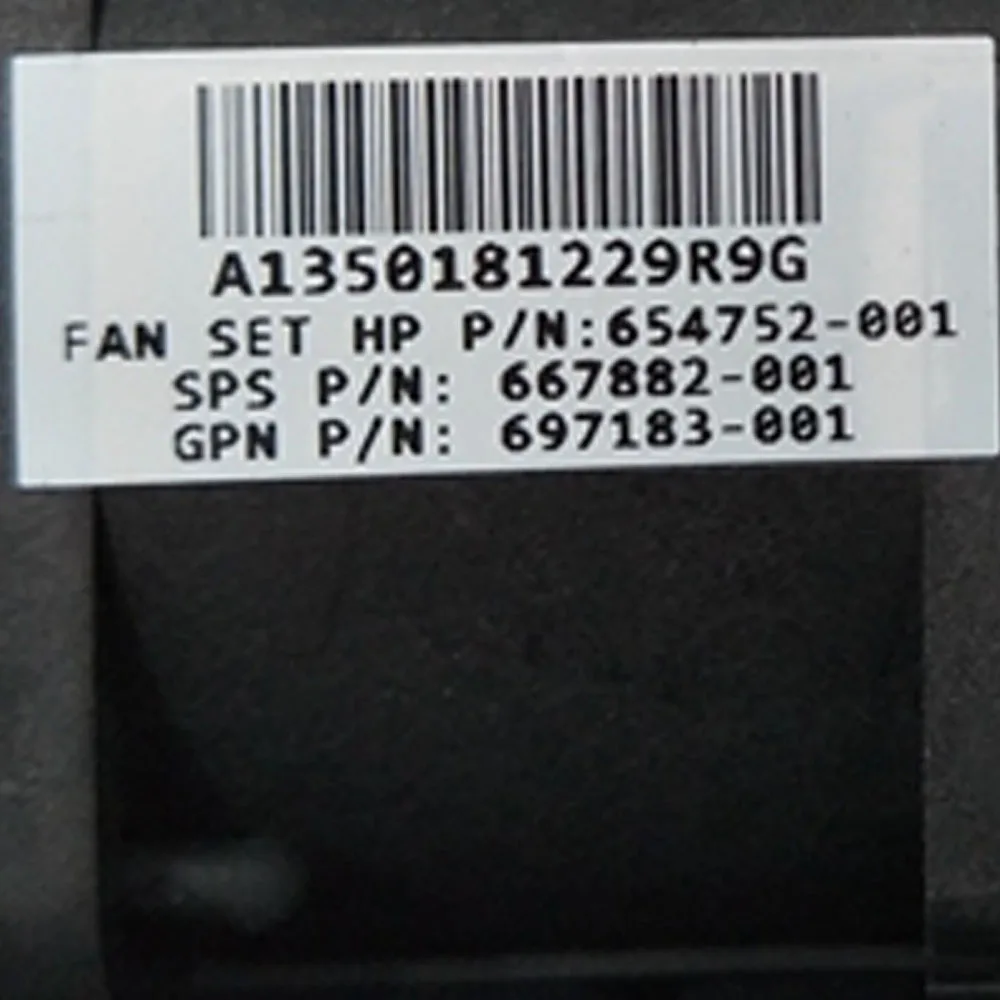 A1350181229R9G
FAN SET HP P/N:654752-001
SPS P/N: 667882-001
GPN P/N: 697183-001